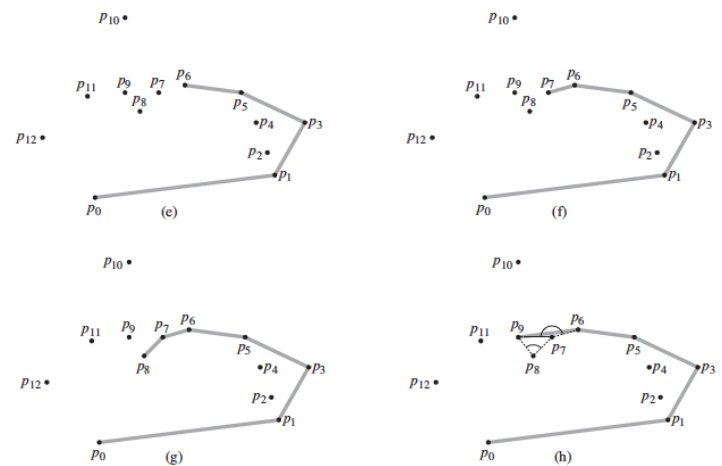 p10
p6
p11 p9 p7 p5
p8
p4 p3
p12
p2
p1
p0
(e)
p10
p6
p11 p9 p7 p5
p8
p4 p3
p12
p2
p1
p0
(f)
p10
p6
p11 p9 p7 p5
p8
p4 p3
p12
p2
p1
p0
(g)
p10
p6
p11 p9 p7 p5
p8
p4 p3
p12
p2
p1
p0
(h)